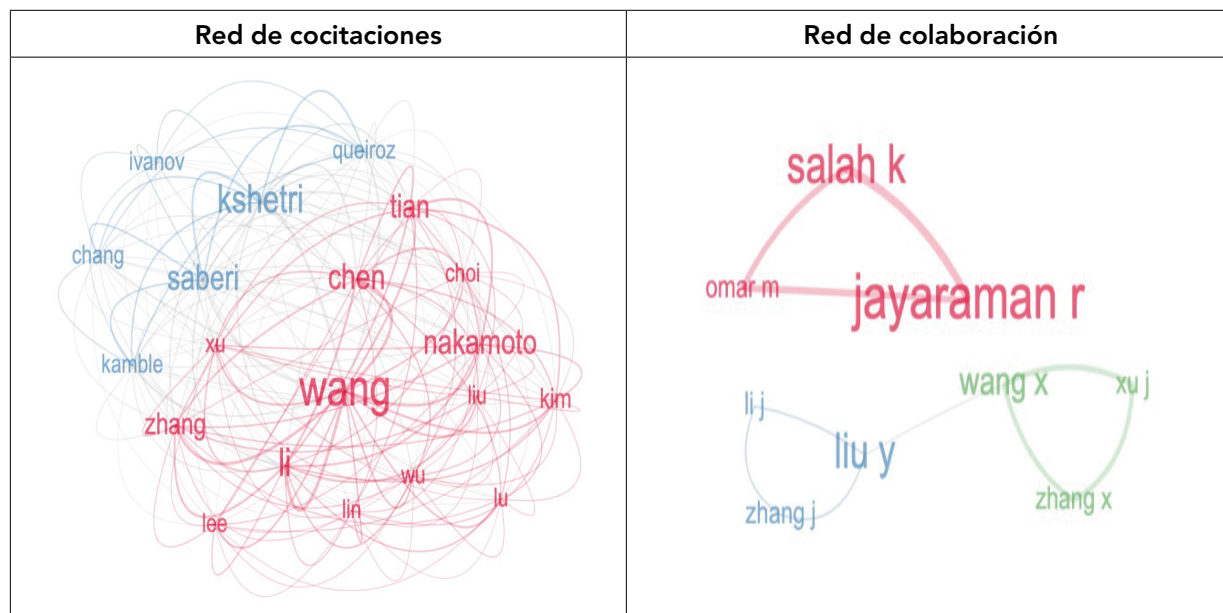 Red de cocitaciones
Red de colaboración
ivanov
queiroz
kshetri
tian
chang
saberi
chen
choi
xu
nakamoto
kamble
wang
liu
kim
zhang
li
wu
lin
lu
lee
salah k
omar m
jayaraman r
wang x
xu j
li j
liu y
zhang j
zhang x